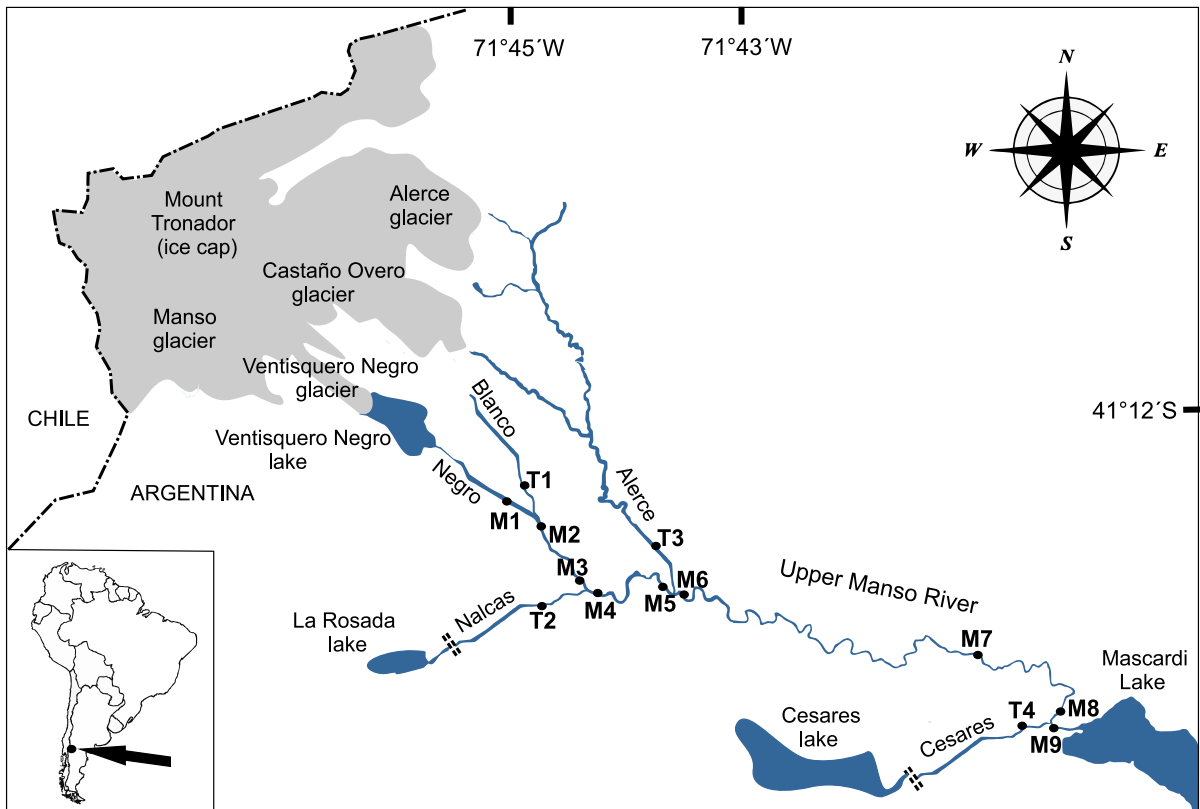 71°45´W
71°43´W
N
W
E
S
Mount
Tronador
(ice cap)
Alerce
glacier
Castaño Overo
glacier
Manso
glacier
Ventisquero Negro
glacier
41°12´S
CHILE
Blanco
Ventisquero Negro
lake
Negro
ARGENTINA
T1
Alerce
M1
M2
T3
M3
M6
Upper Manso River
M5
M4
Nalcas
T2
La Rosada
lake
M7
Mascardi
Lake
M8
T4
Cesares
lake
Cesares
M9